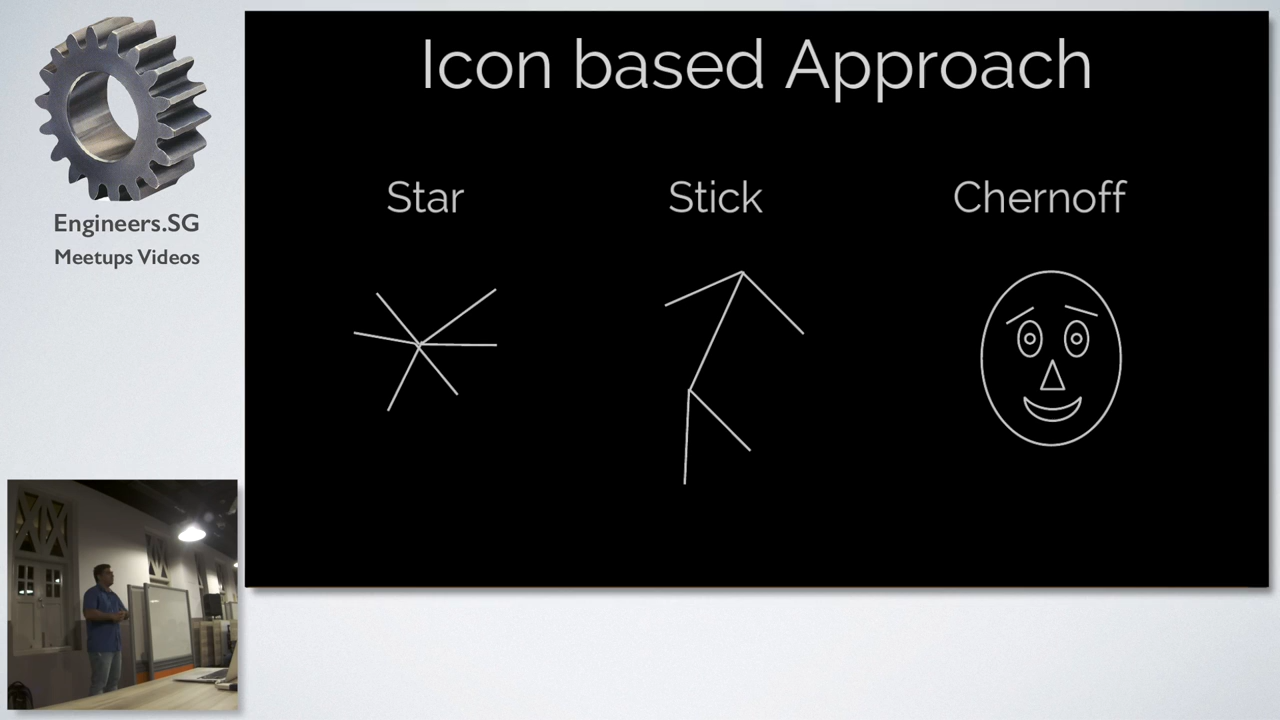 Engineers.SG
Meetups Videos
Icon based Approach
Star
Stick
Chernoff